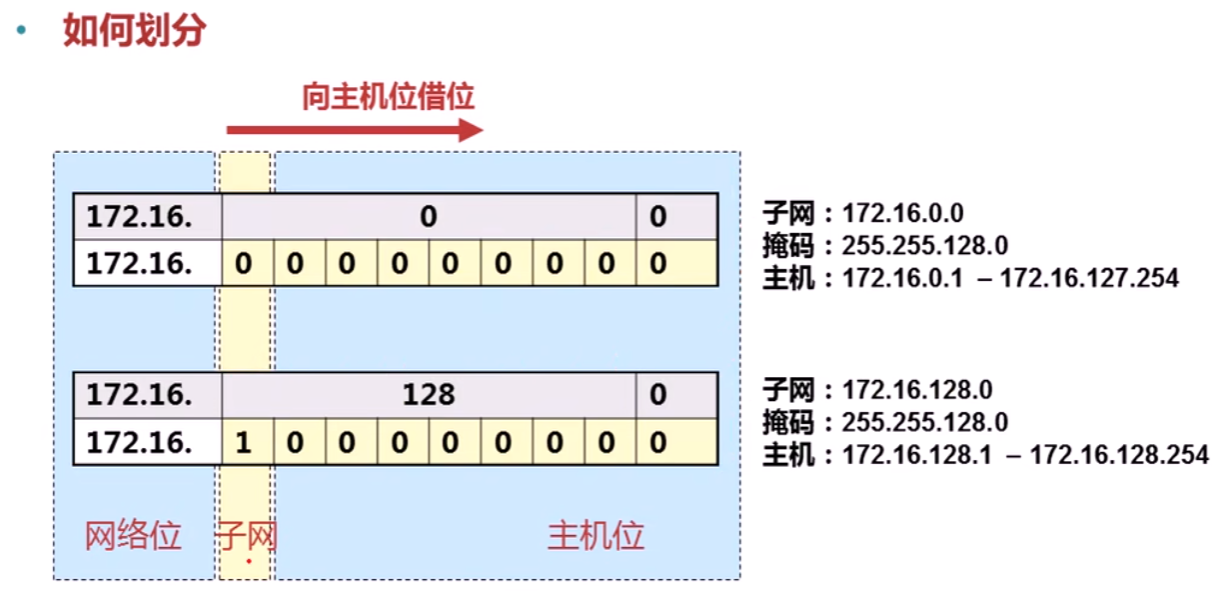 • 如何划分
向主机位借位
172.16. 0 0
172.16. 0 0 0 0 0 0 0 0 0
子网：172.16.0.0
掩码：255.255.128.0
主机：172.16.0.1 – 172.16.127.254
172.16. 128 0
172.16. 1 0 0 0 0 0 0 0 0
子网：172.16.128.0
掩码：255.255.128.0
主机：172.16.128.1 – 172.16.128.254
网络位 子网 主机位